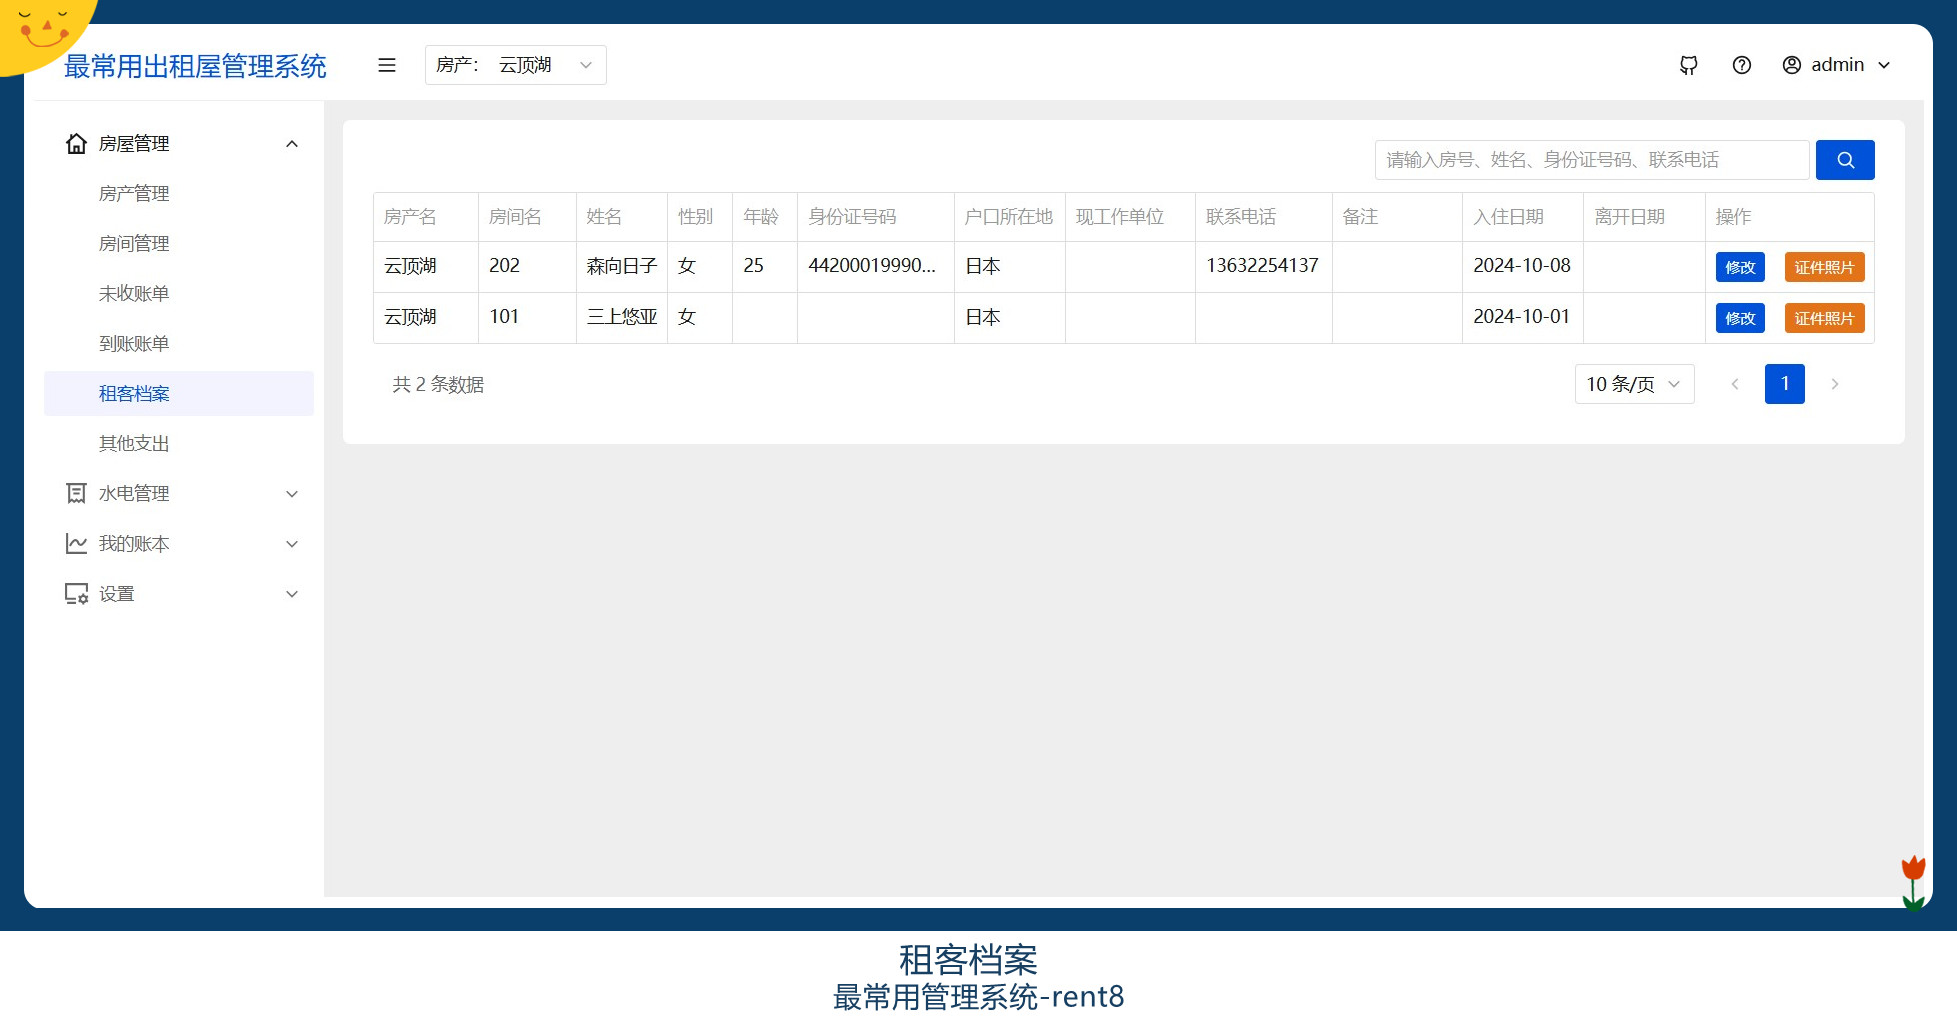 最常用出租屋管理系统
房产： 云顶湖
admin
房屋管理
房产管理
房间管理
未收账单
到账账单
租客档案
其他支出
水电管理
我的账本
设置
请输入房号、姓名、身份证号码、联系电话
房产名 房间名 姓名 性别 年龄 身份证号码 户口所在地 现工作单位 联系电话 备注 入住日期 离开日期 操作
云顶湖 202 森向日子 女 25 44200019990... 日本 13632254137 2024-10-08 修改 证件照片
云顶湖 101 三上悠亚 女 日本 2024-10-01 修改 证件照片
共 2 条数据
10 条/页
1
租客档案
最常用管理系统-rent8